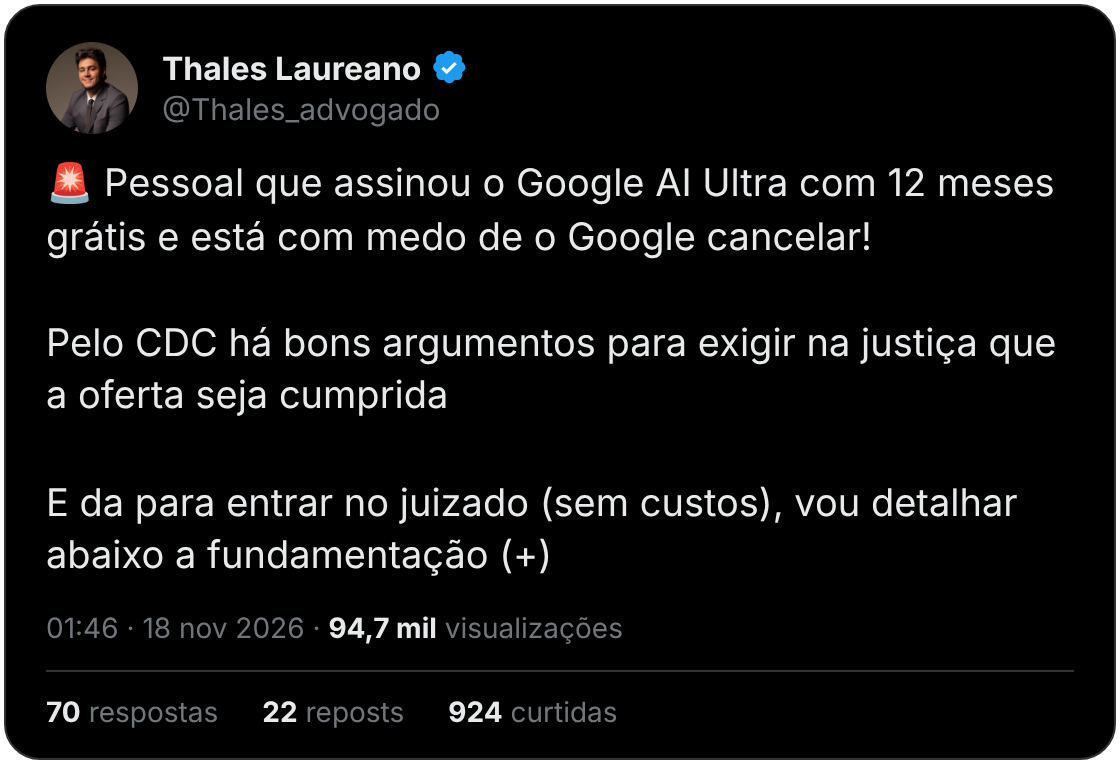 Thales Laureano
@Thales_advogado
🚨 Pessoal que assinou o Google AI Ultra com 12 meses
grátis e está com medo de o Google cancelar!
Pelo CDC há bons argumentos para exigir na justiça que
a oferta seja cumprida
E da para entrar no juizado (sem custos), vou detalhar
abaixo a fundamentação (+)
01:46 · 18 nov 2026 · 94,7 mil visualizações
70 respostas 22 reposts 924 curtidas